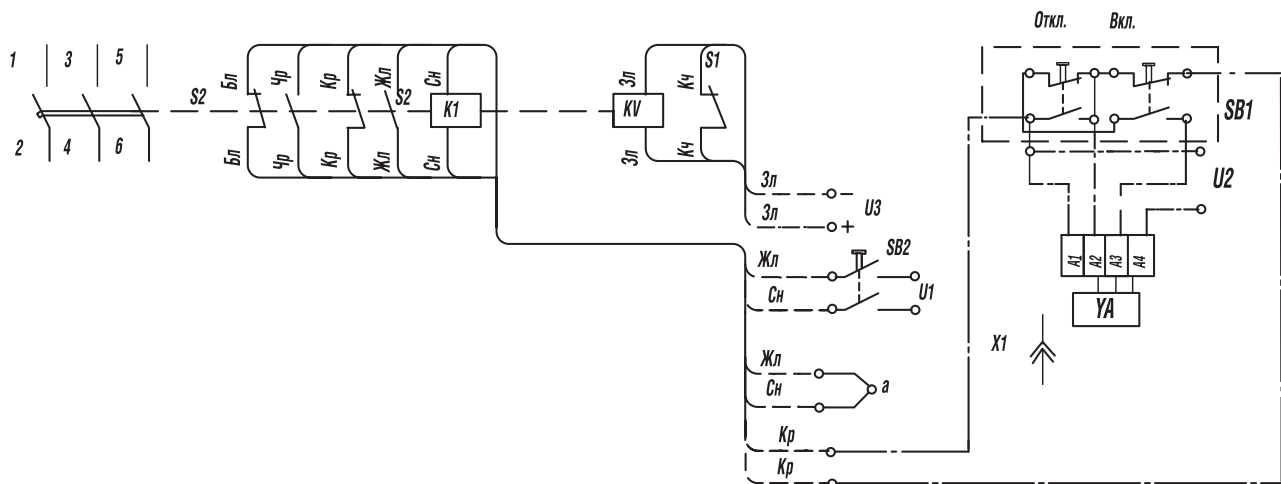 Откл. Вкл.
1 3 5
S2 Бл Чр Кр Жл S2 Сн K1 Зл KV Кч S1
SB1
2 4 6
Бл Чр Кр Жл Сн Зл Кч
U2
Зл –
U3
Зл +
SB2
Жл
Сн
U1
A1 A2 A3 A4
YA
X1
Жл
Сн
a
Кр
Кр